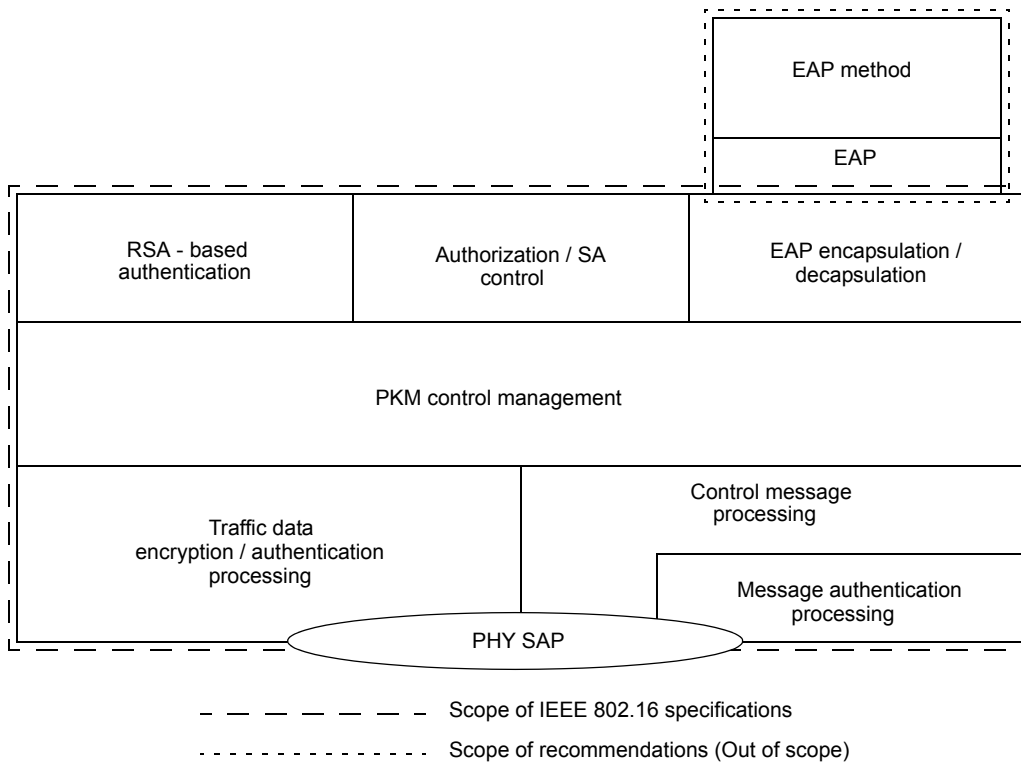 EAP method
EAP
RSA - based
authentication
Authorization / SA
control
EAP encapsulation /
decapsulation
PKM control management
Traffic data
encryption / authentication
processing
Control message
processing
Message authentication
processing
PHY SAP
Scope of IEEE 802.16 specifications
Scope of recommendations (Out of scope)